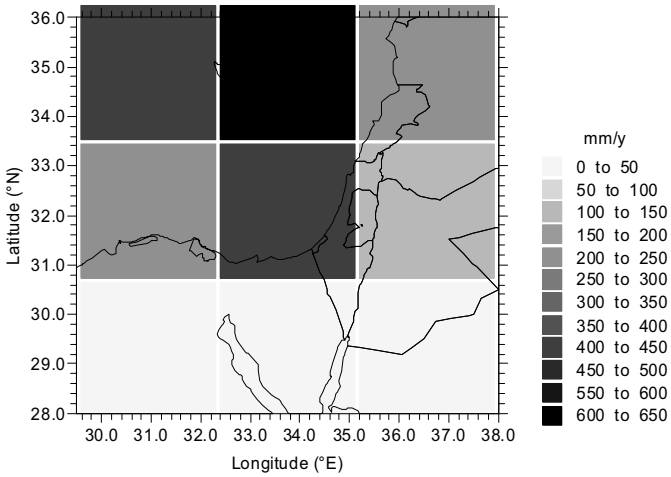 36.0
35.0
34.0
33.0
32.0
31.0
30.0
29.0
28.0
Latitude (°N)
30.0 31.0 32.0 33.0 34.0 35.0 36.0 37.0 38.0
Longitude (°E)
mm/y
0 to 50
50 to 100
100 to 150
150 to 200
200 to 250
250 to 300
300 to 350
350 to 400
400 to 450
450 to 500
550 to 600
600 to 650